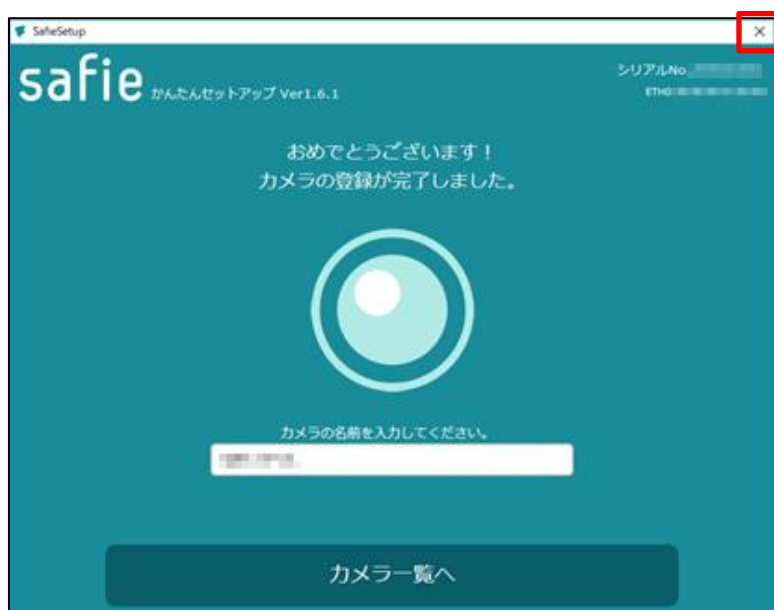 SafieSetup
safie かんたんセットアップ Ver1.6.1
シリアルNo.
ETH0
おめでとうございます！
カメラの登録が完了しました。
カメラの名前を入力してください。
カメラ一覧へ